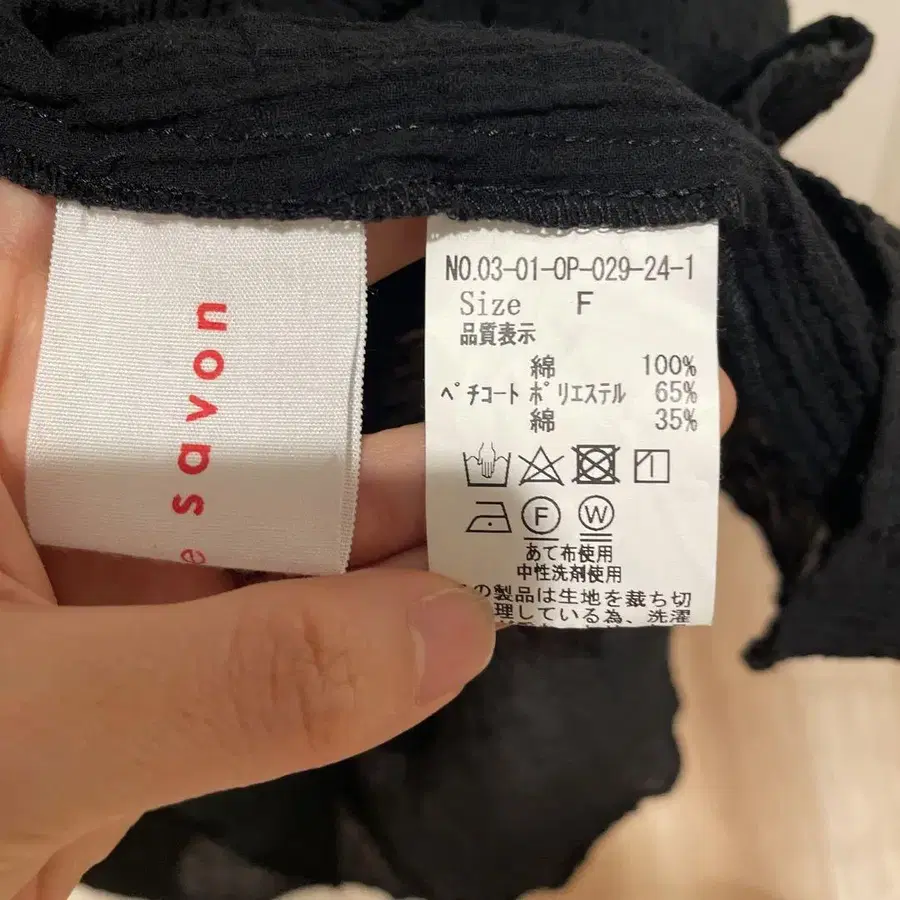 savon
NO.03-01-OP-029-24-1
Size F
品質表示
綿 100%
ペチコート ポリエステル 65%
綿 35%
F W
あて布使用
中性洗剤使用
の製品は生地を裁ち切
理している為、洗濯